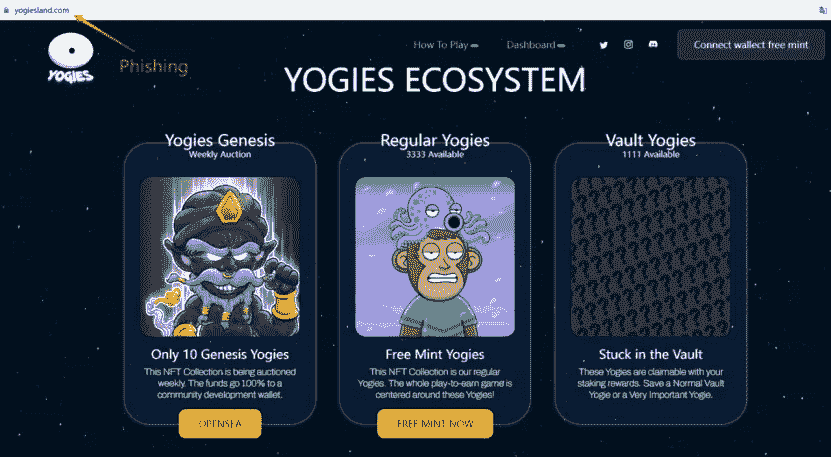 yogiesland.com
YOGIES
Phishing
How To Play
Dashboard
Connect wallect free mint
YOGIES ECOSYSTEM
Yogies Genesis
Weekly Auction
Only 10 Genesis Yogies
This NFT Collection is being auctioned
weekly. The funds go 100% to a
community development wallet.
OPENSEA
Regular Yogies
3333 Available
Free Mint Yogies
This NFT Collection is our regular
Yogies. The whole play-to-earn game is
centered around these Yogies!
FREE MINT NOW
Vault Yogies
1111 Available
Stuck in the Vault
These Yogies are claimable with your
staking rewards. Save a Normal Vault
Yogie or a Very Important Yogie.